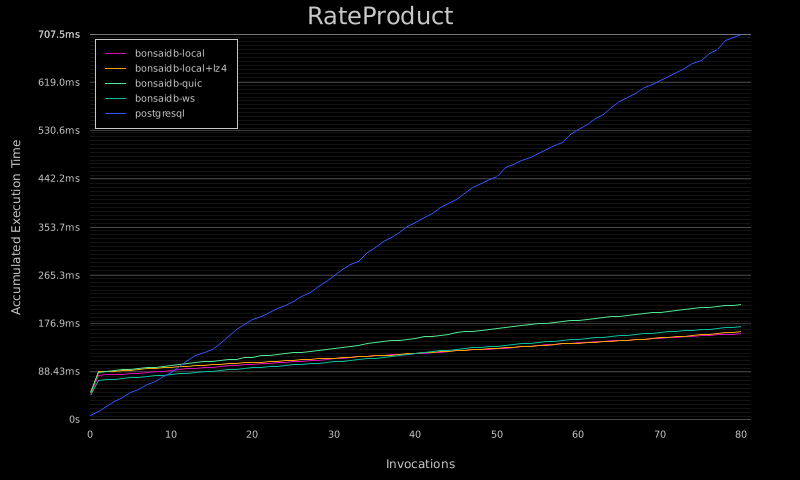 RateProduct
707.5ms
619.0ms
530.6ms
442.2ms
353.7ms
265.3ms
176.9ms
88.43ms
0s
bonsaidb-local
bonsaidb-local+lz4
bonsaidb-quic
bonsaidb-ws
postgresql
Accumulated Execution Time
0 10 20 30 40 50 60 70 80
Invocations